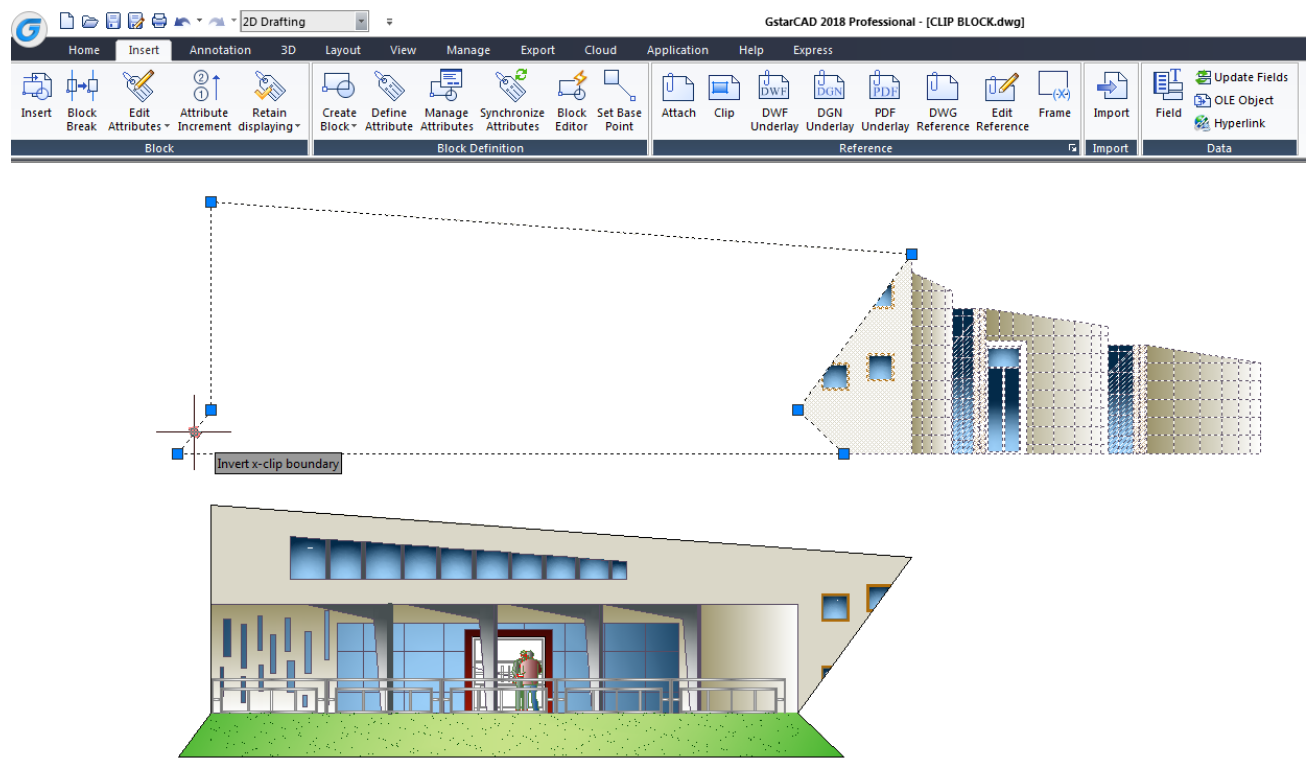 2D Drafting
GstarCAD 2018 Professional - [CLIP BLOCK.dwg]
Home Insert Annotation 3D Layout View Manage Export Cloud Application Help Express
Insert
Block
Break
Edit
Attributes
Attribute
Increment
Retain
displaying
Block
Create
Block
Define
Attribute
Manage
Attributes
Synchronize
Attributes
Block
Editor
Set Base
Point
Block Definition
Attach
Clip
DWF
DWF
Underlay
DGN
DGN
Underlay
PDF
PDF
Underlay
DWG
Reference
Edit
Reference
Frame
Reference
Import
Import
Field
Update Fields
OLE Object
Hyperlink
Data
Invert x-clip boundary